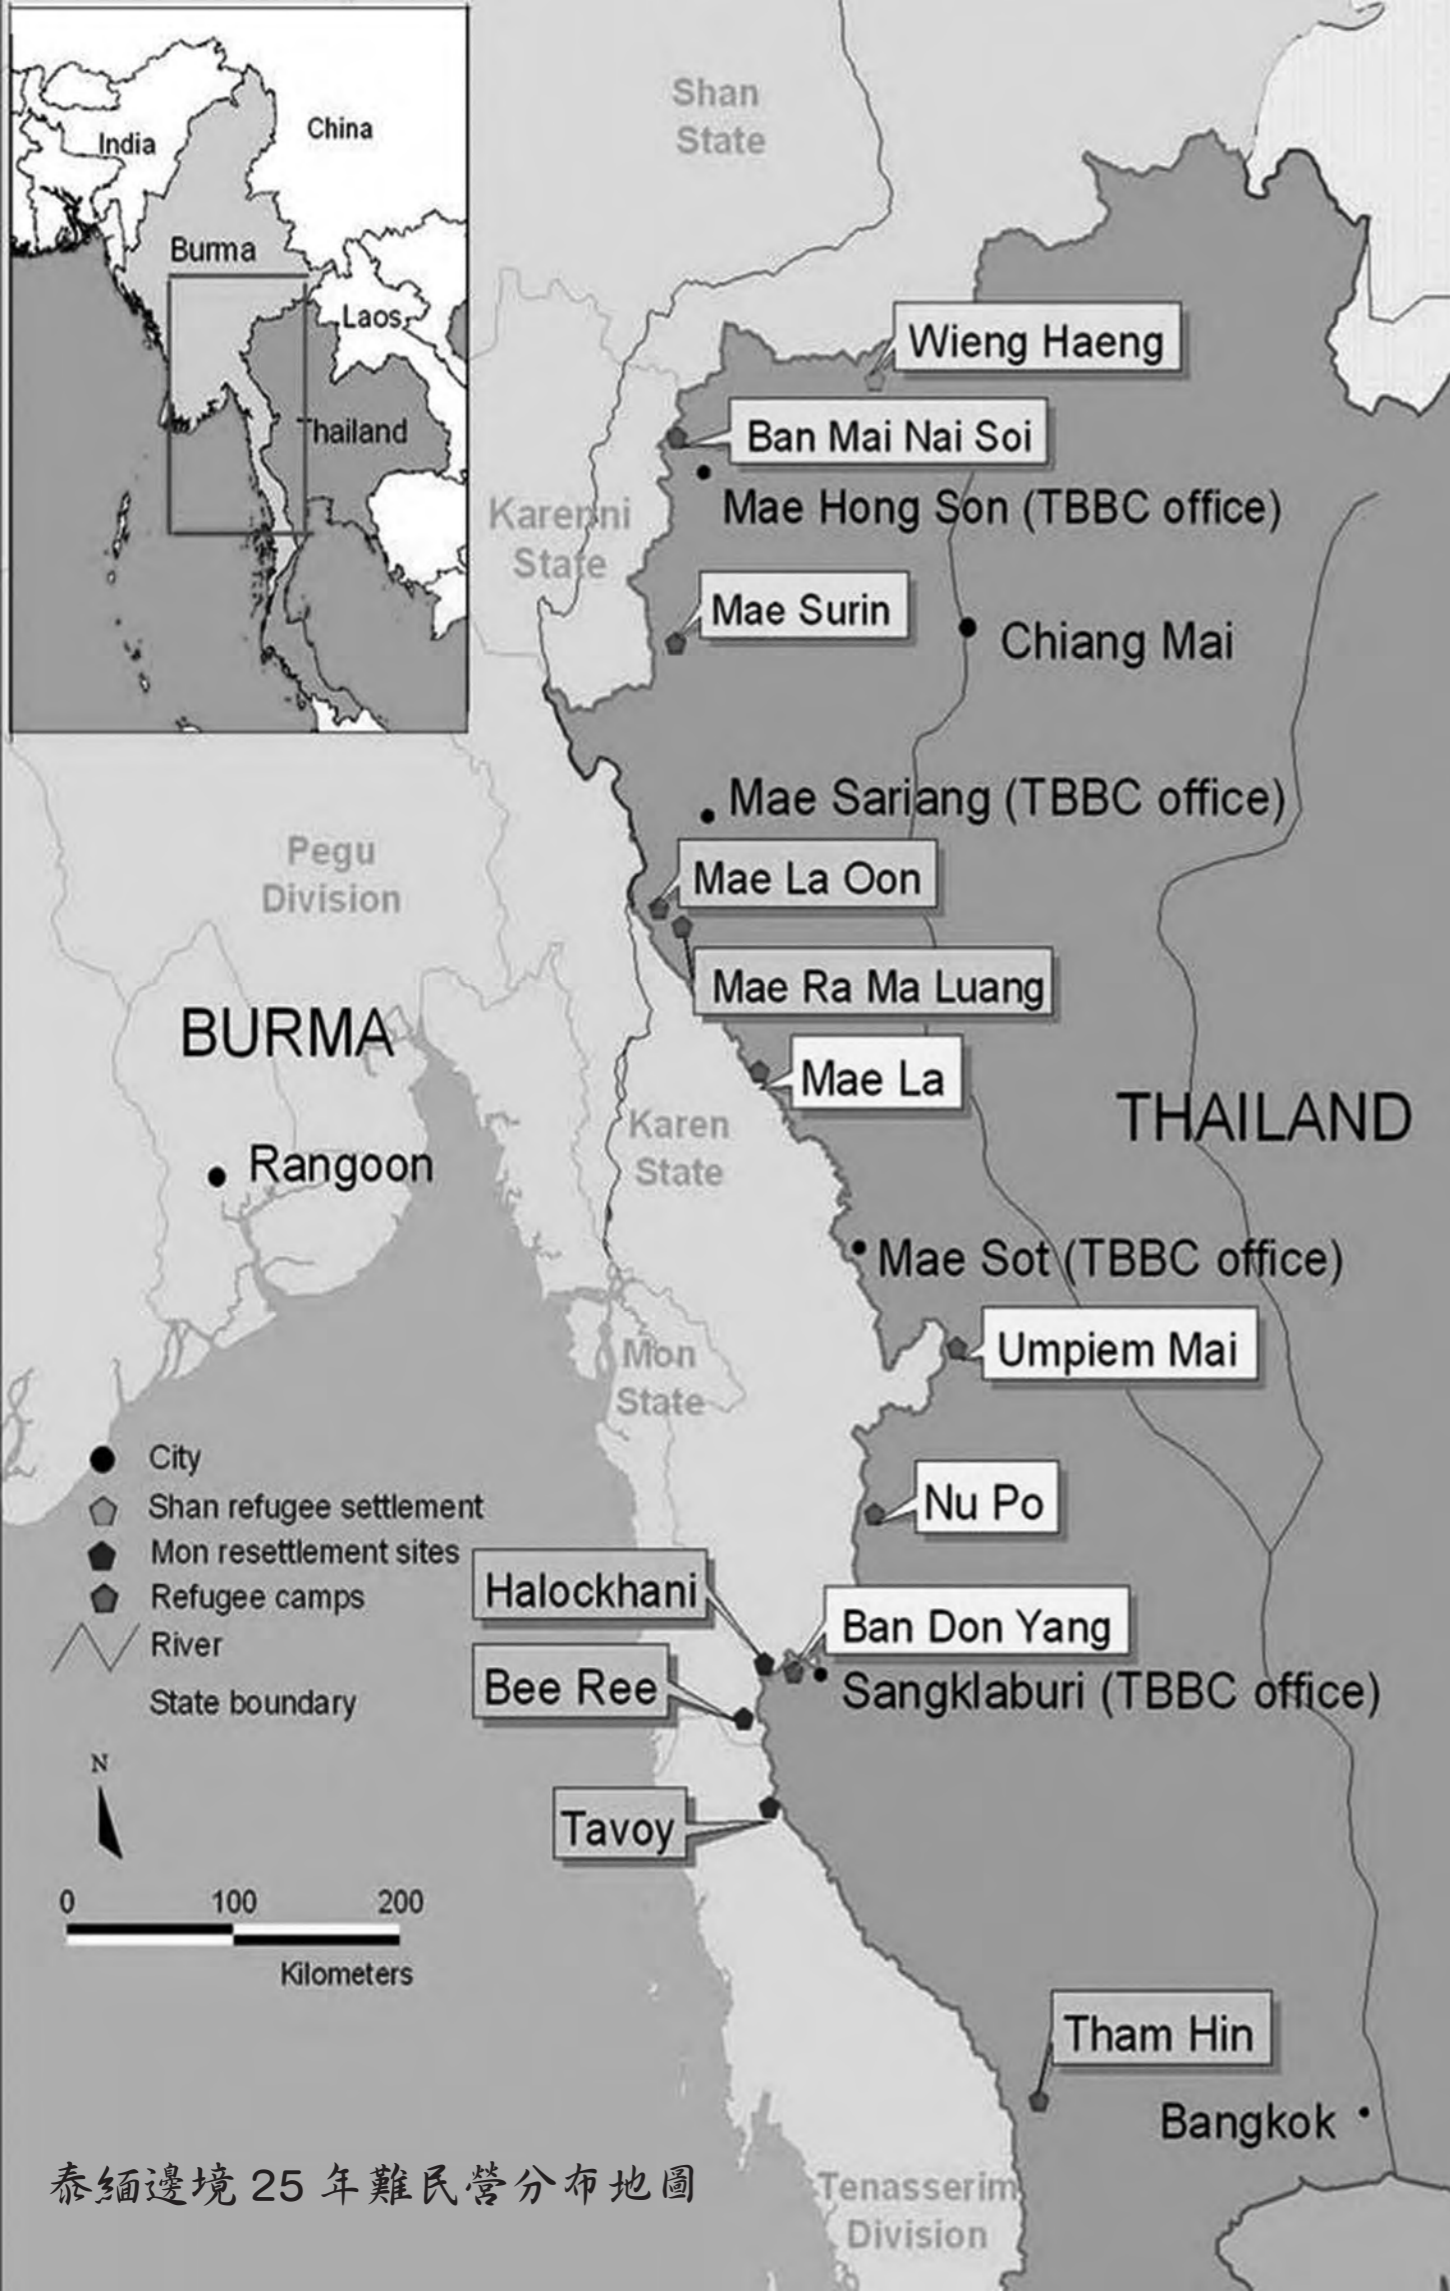 India
China
Burma
Laos
Thailand
Shan
State
Wieng Haeng
Ban Mai Nai Soi
Mae Hong Son (TBBC office)
Karenni
State
Mae Surin
Chiang Mai
Mae Sariang (TBBC office)
Pegu
Division
Mae La Oon
Mae Ra Ma Luang
BURMA
Mae La
THAILAND
Karen
State
Rangoon
Mae Sot (TBBC office)
Umpiem Mai
Mon
State
City
Shan refugee settlement
Mon resettlement sites
Refugee camps
River
State boundary
Nu Po
Halockhani
Ban Don Yang
Bee Ree
Sangklaburi (TBBC office)
N
Tavoy
0 100 200
Kilometers
Tham Hin
Bangkok
泰緬邊境 25 年難民營分布地圖
Tenasserim
Division